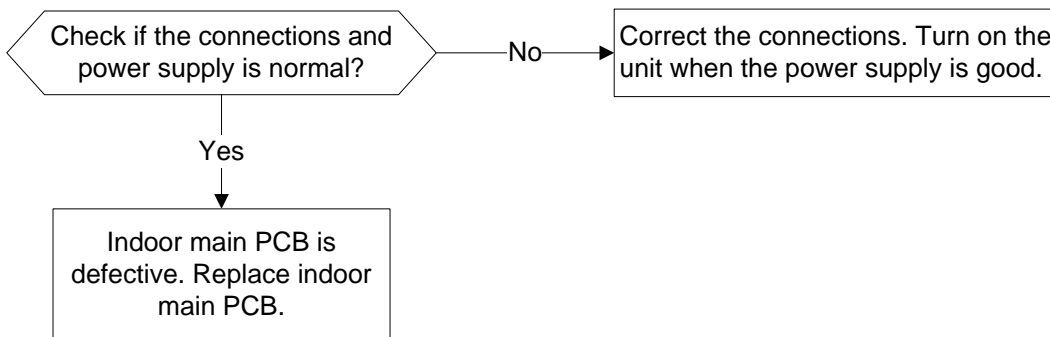 Check if the connections and
power supply is normal?
No
Correct the connections. Turn on the
unit when the power supply is good.
Yes
Indoor main PCB is
defective. Replace indoor
main PCB.